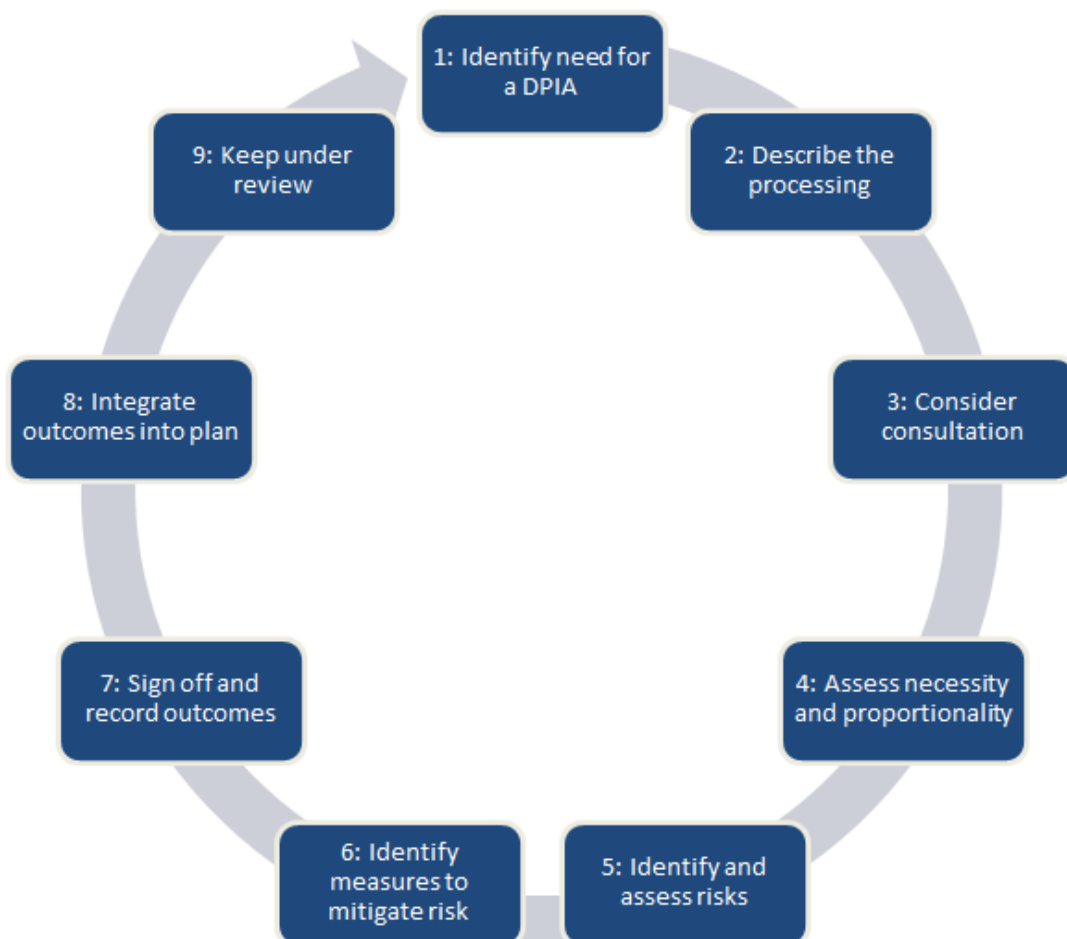 1: Identify need for
a DPIA
2: Describe the
processing
3: Consider
consultation
4: Assess necessity
and proportionality
5: Identify and
assess risks
6: Identify
measures to
mitigate risk
7: Sign off and
record outcomes
8: Integrate
outcomes into plan
9: Keep under
review